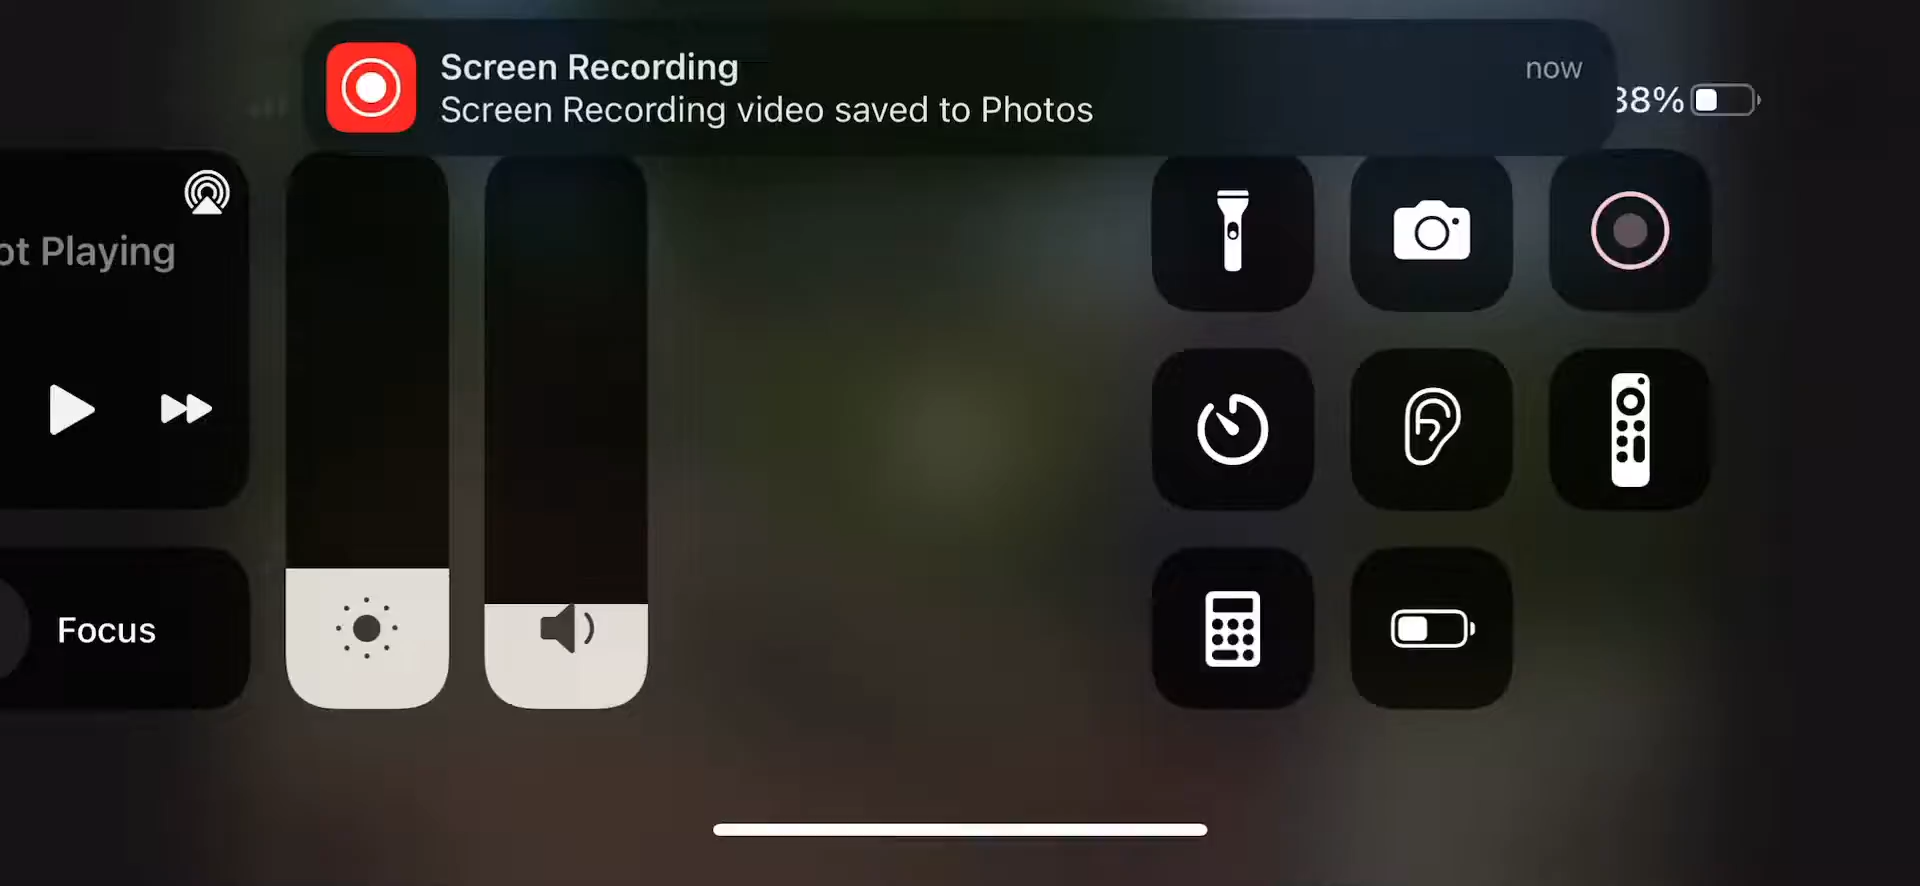 Screen Recording
now
Screen Recording video saved to Photos
38%
ot Playing
Focus